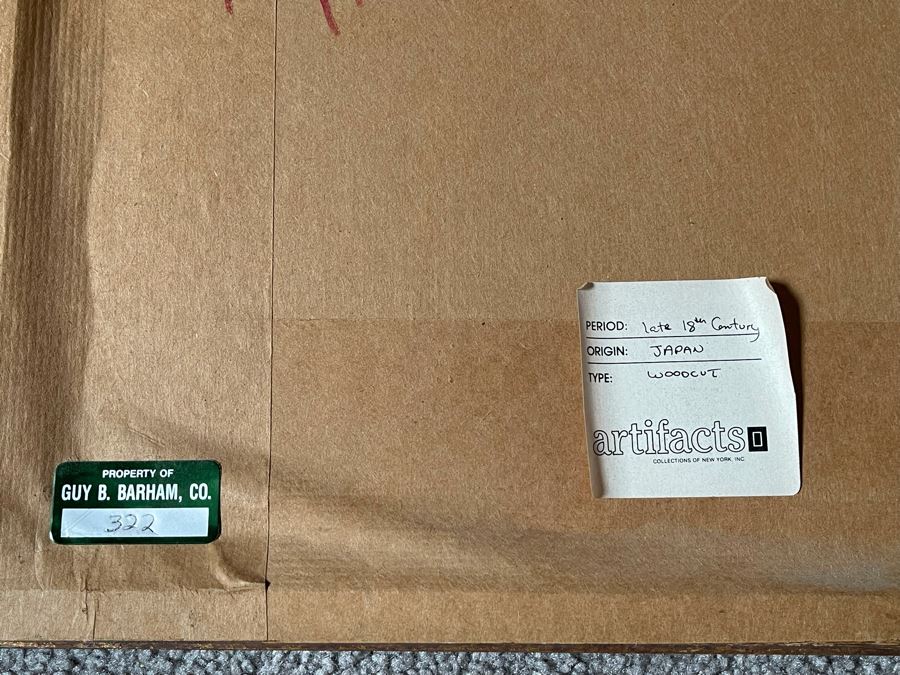 PERIOD: late 18th Century
ORIGIN: JAPAN
TYPE: WOODCUT
artifacts
COLLECTIONS OF NEW YORK, INC.
PROPERTY OF
GUY B. BARHAM, CO.
322